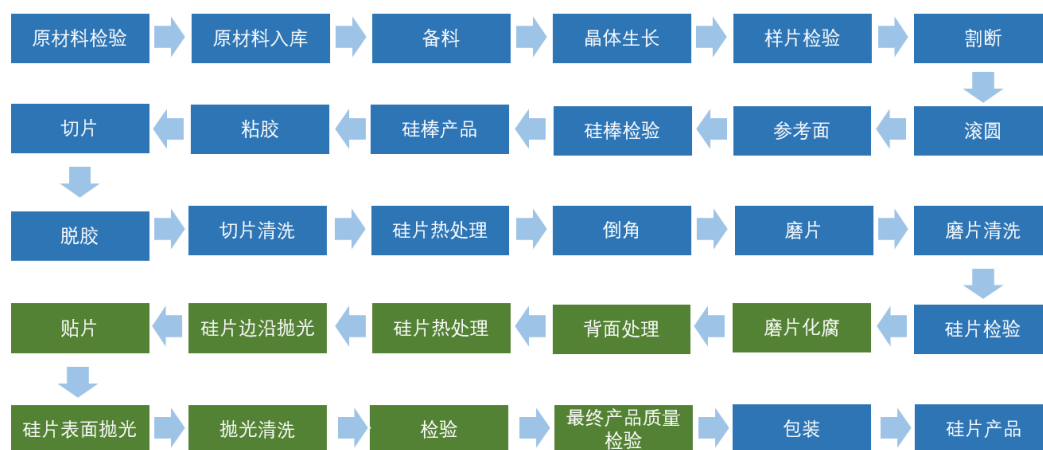 原材料检验
原材料入库
备料
晶体生长
样片检验
割断
滚圆
参考面
硅棒检验
硅棒产品
粘胶
切片
脱胶
切片清洗
硅片热处理
倒角
磨片
磨片清洗
硅片检验
磨片化腐
背面处理
硅片热处理
硅片边沿抛光
贴片
硅片表面抛光
抛光清洗
检验
最终产品质量
检验
包装
硅片产品